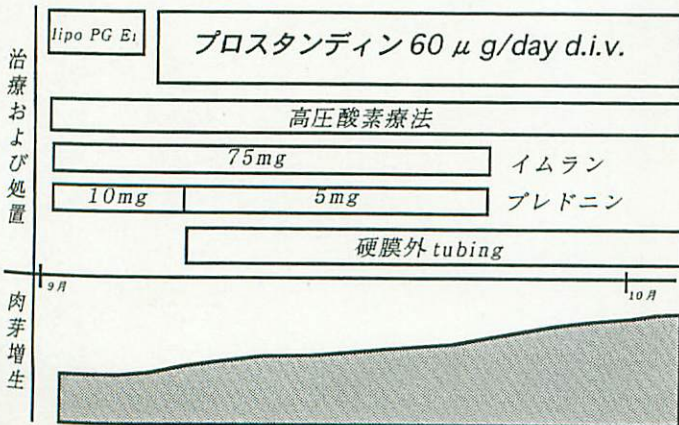 lipo PG E₁
プロスタンディン 60 μ g/day d.i.v.
治療および処置
高圧酸素療法
75mg
イムラン
10mg
5mg
プレドニン
硬膜外 tubing
9月
10月
肉芽増生